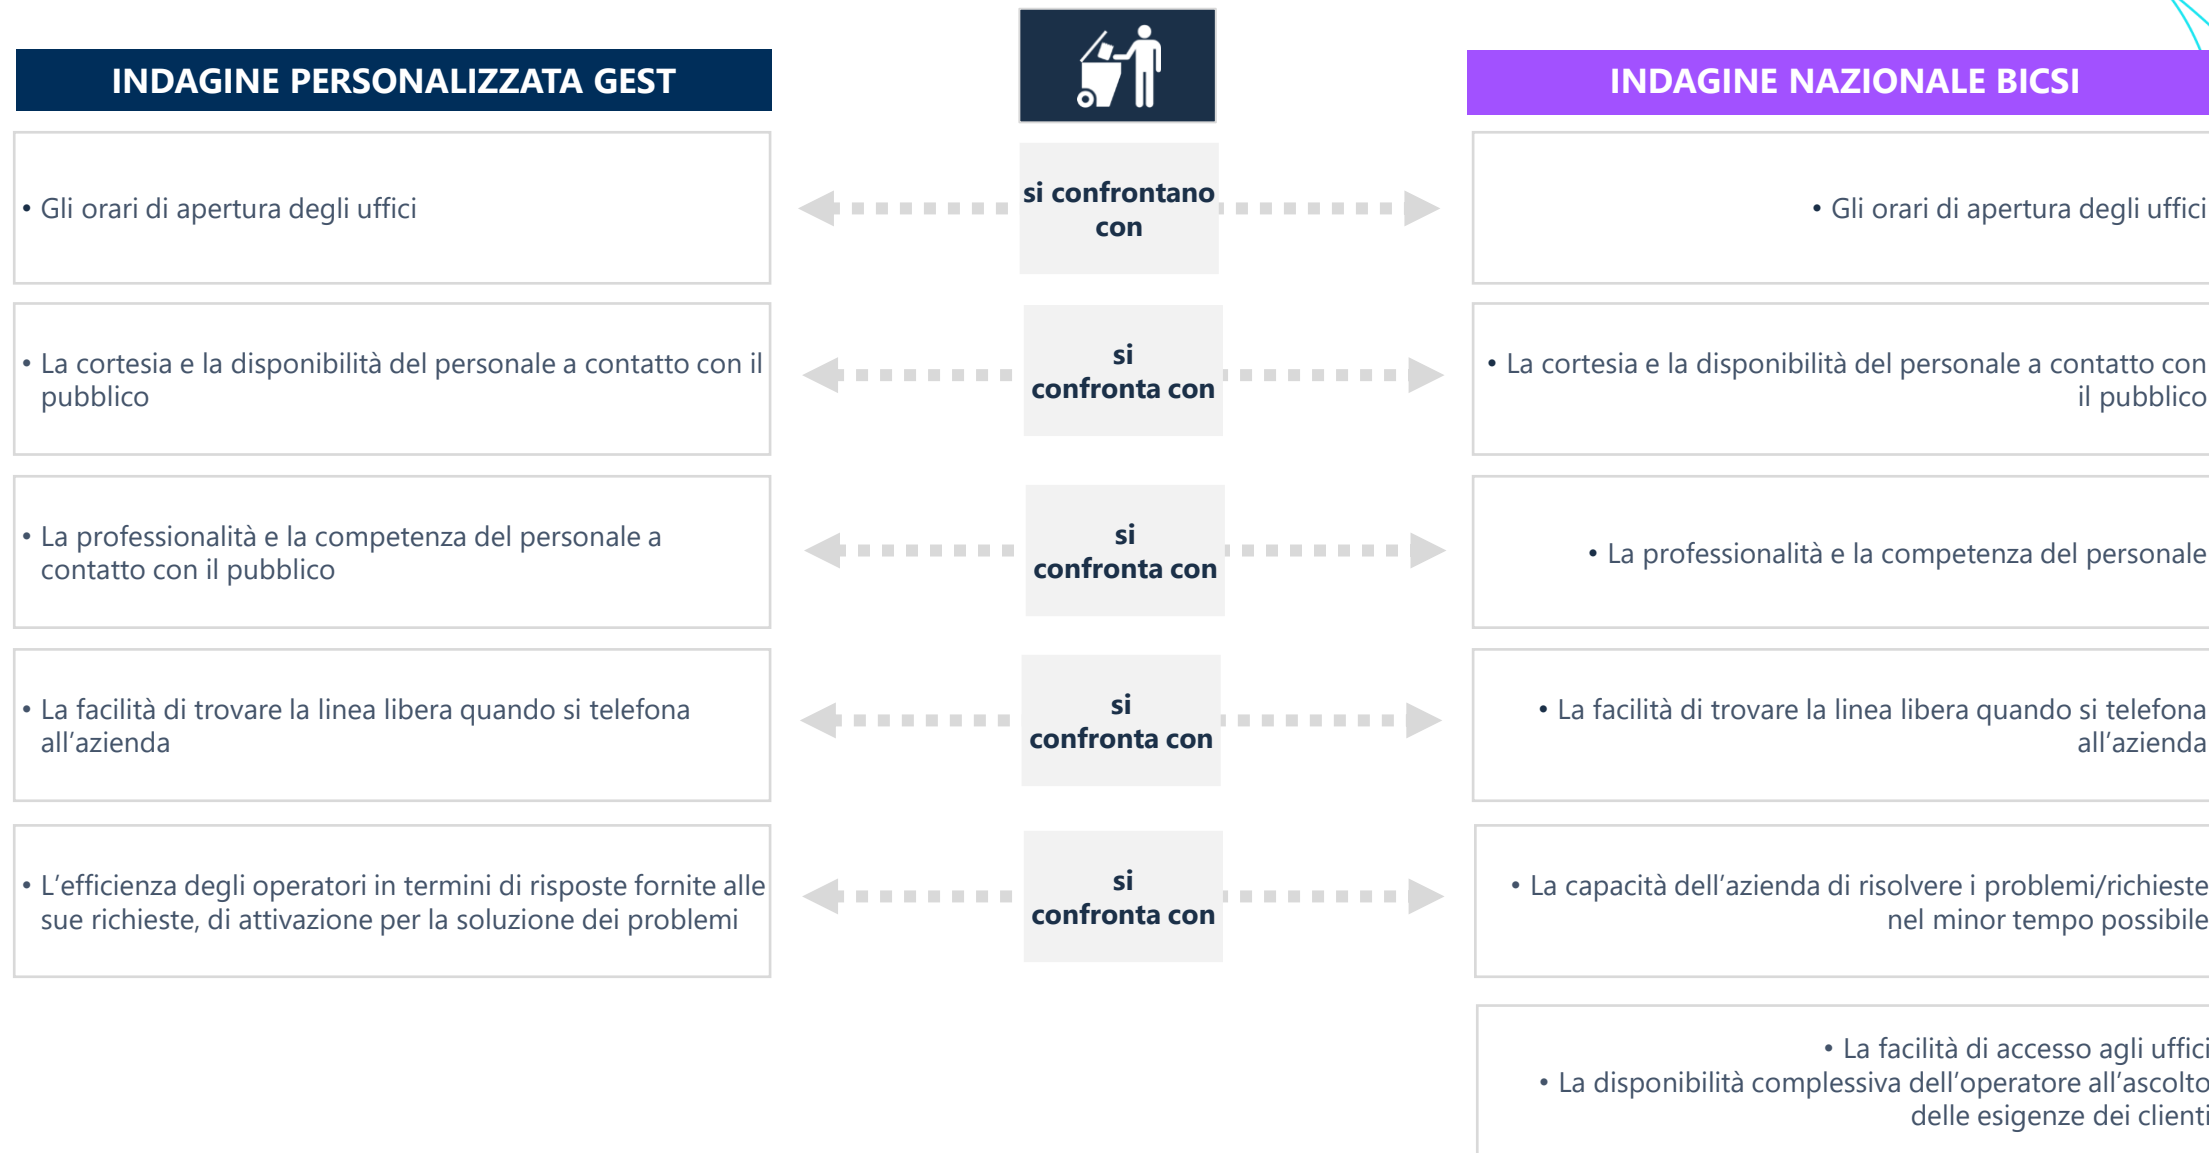 INDAGINE PERSONALIZZATA GEST
INDAGINE NAZIONALE BICSI
• Gli orari di apertura degli uffici
si confrontano
con
• Gli orari di apertura degli uffici
• La cortesia e la disponibilità del personale a contatto con il
pubblico
si
confronta con
• La cortesia e la disponibilità del personale a contatto con
il pubblico
• La professionalità e la competenza del personale a
contatto con il pubblico
si
confronta con
• La professionalità e la competenza del personale
• La facilità di trovare la linea libera quando si telefona
all’azienda
si
confronta con
• La facilità di trovare la linea libera quando si telefona
all’azienda
• L’efficienza degli operatori in termini di risposte fornite alle
sue richieste, di attivazione per la soluzione dei problemi
si
confronta con
• La capacità dell’azienda di risolvere i problemi/richieste
nel minor tempo possibile
• La facilità di accesso agli uffici
• La disponibilità complessiva dell’operatore all’ascolto
delle esigenze dei clienti